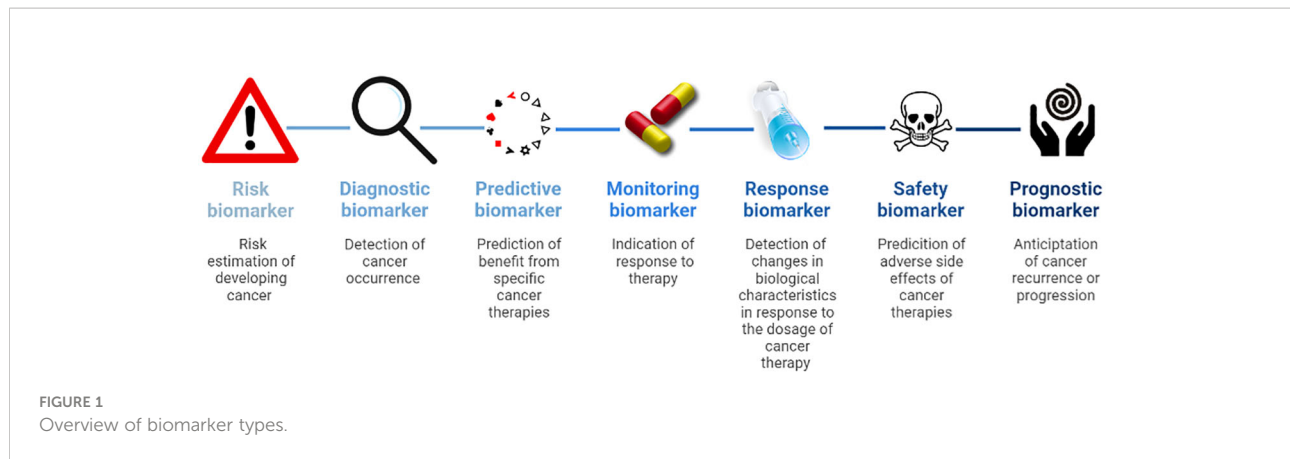 Risk
biomarker
Risk
estimation of
developing
cancer
Diagnostic
biomarker
Detection of
cancer
occurrence
Predictive
biomarker
Prediction of
benefit from
specific
cancer
therapies
Monitoring
biomarker
Indication of
response to
therapy
Response
biomarker
Detection of
changes in
biological
characteristics
in response to
the dosage of
cancer
therapy
Safety
biomarker
Predicition of
adverse side
effects of
cancer
therapies
Prognostic
biomarker
Anticiptation
of cancer
recurrence or
progression
FIGURE 1
Overview of biomarker types.